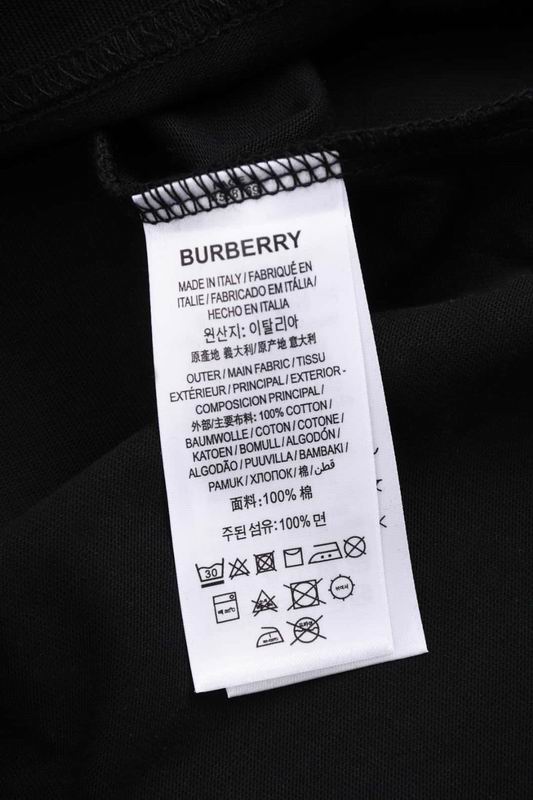 BURBERRY
MADE IN ITALY / FABRIQUÉ EN
ITALIE / FABRICADO EM ITÁLIA /
HECHO EN ITALIA
원산지: 이탈리아
原產地 義大利/原产地 意大利
OUTER / MAIN FABRIC / TISSU
EXTÉRIEUR / PRINCIPAL / EXTERIOR -
COMPOSICION PRINCIPAL /
外部/主要布料: 100% COTTON /
BAUMWOLLE / COTON / COTONE /
KATOEN / BOMULL / ALGODÓN /
ALGODÃO / PUUVILLA / BAMBAKI /
PAMUK / ХЛОПОК / 棉 / قطن
面料:100% 棉
주된 섬유:100% 면
30